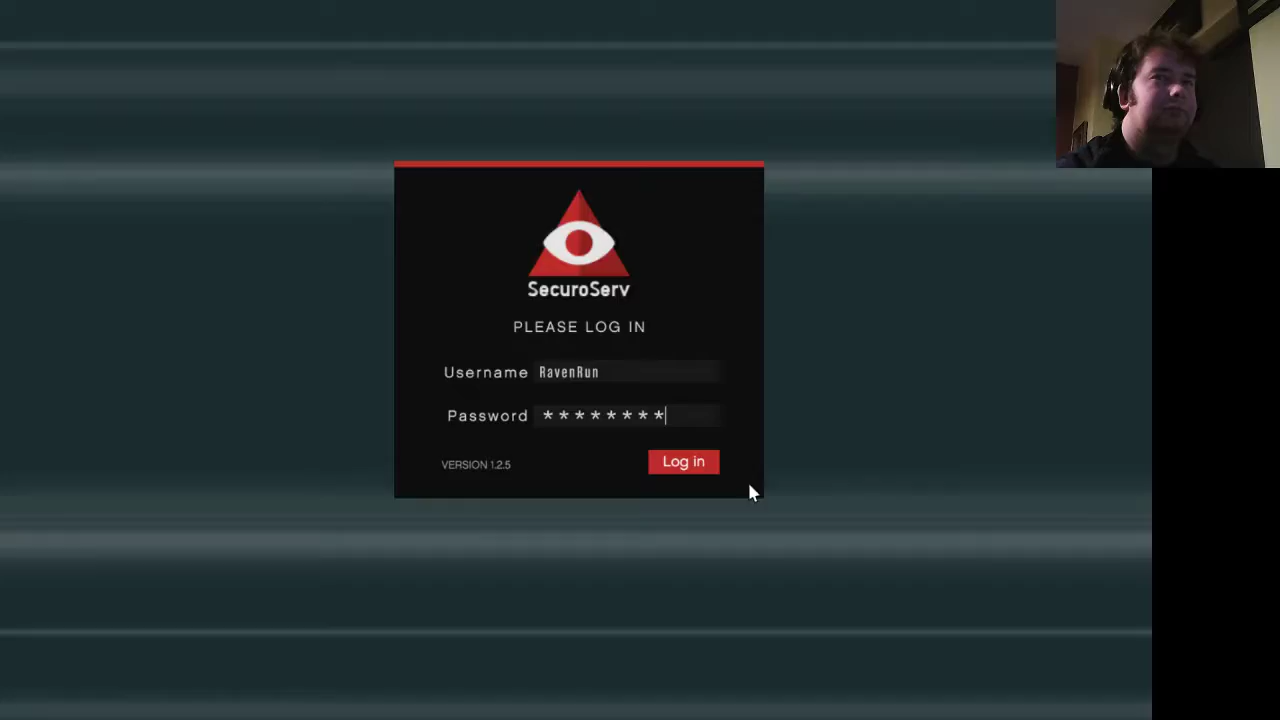 SecuroServ
PLEASE LOG IN
Username RavenRun
Password ********
VERSION 1.2.5 Log in